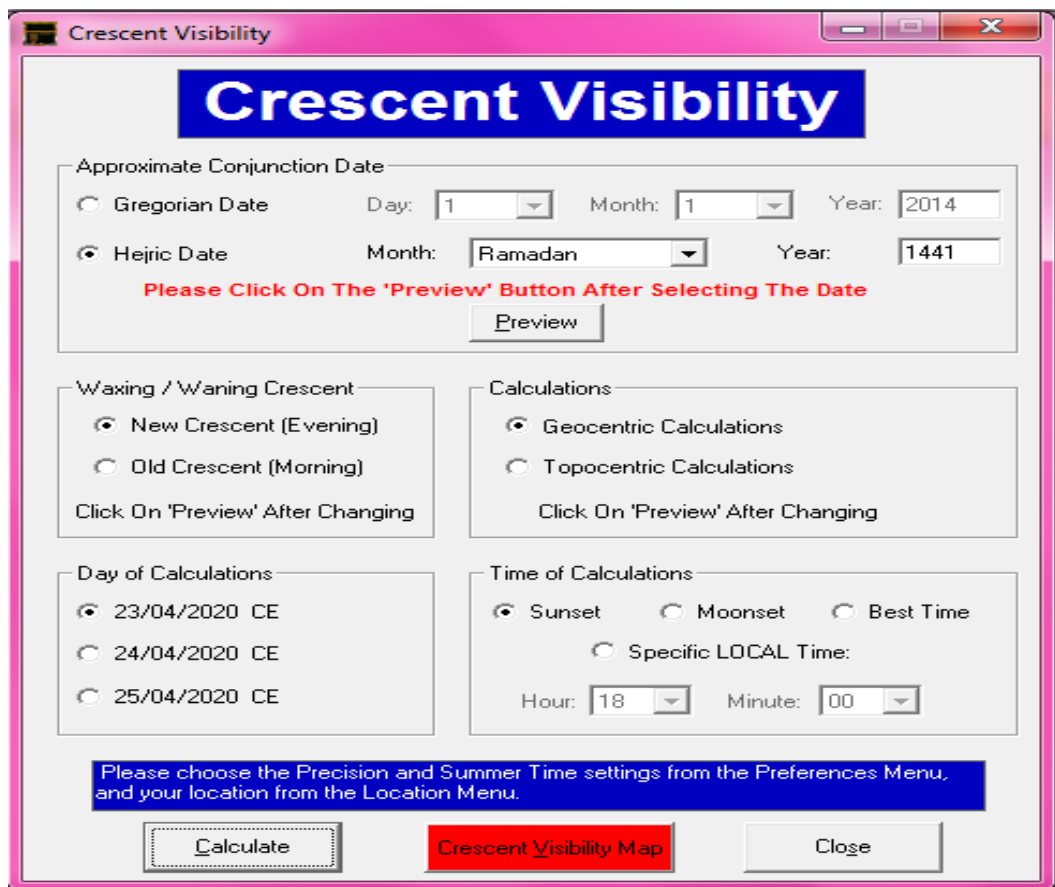 Crescent Visibility
Crescent Visibility
Approximate Conjunction Date
Gregorian Date Day: 1 Month: 1 Year: 2014
Hejric Date Month: Ramadan Year: 1441
Please Click On The 'Preview' Button After Selecting The Date
Preview
Waxing / Waning Crescent
New Crescent (Evening)
Old Crescent (Morning)
Click On 'Preview' After Changing
Calculations
Geocentric Calculations
Topocentric Calculations
Click On 'Preview' After Changing
Day of Calculations
23/04/2020 CE
24/04/2020 CE
25/04/2020 CE
Time of Calculations
Sunset Moonset Best Time
Specific LOCAL Time:
Hour: 18 Minute: 00
Please choose the Precision and Summer Time settings from the Preferences Menu,
and your location from the Location Menu.
Calculate Crescent Visibility Map Close